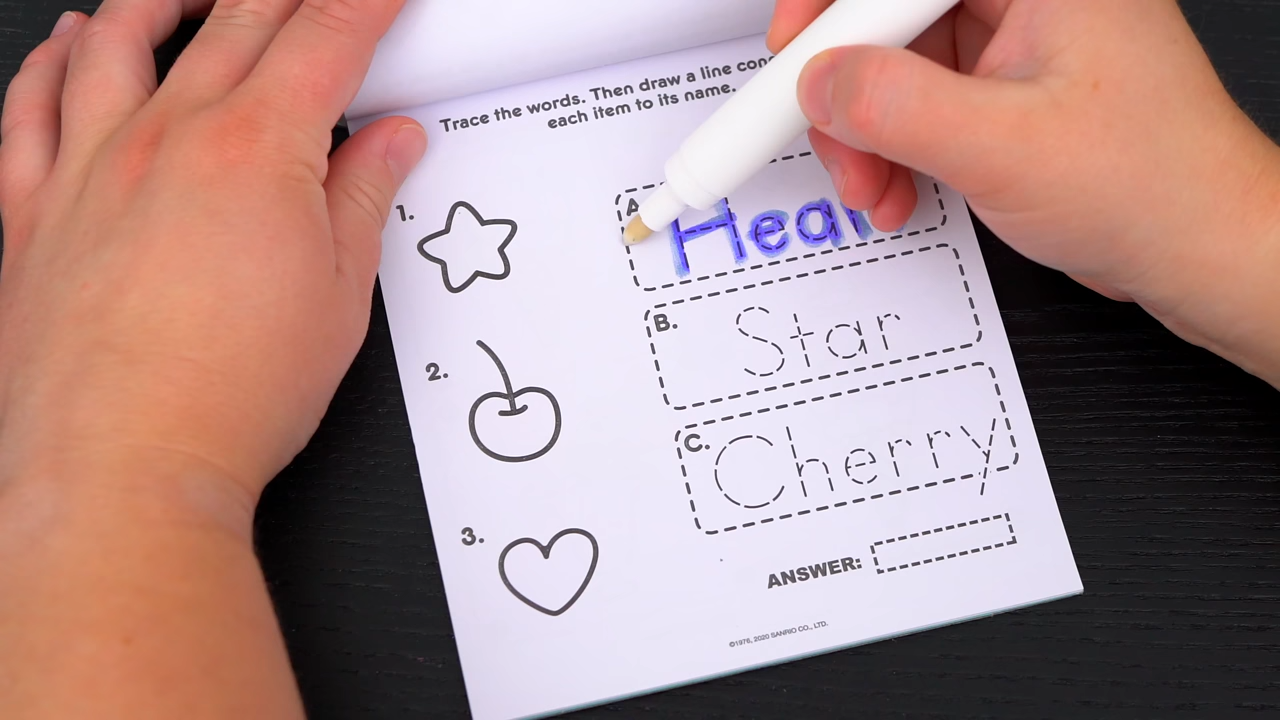 Trace the words. Then draw a line
each item to its name.
1.
A
B.
Star
2.
C.
Cherry
3.
ANSWER:
©1976, 2020 SANRIO CO., LTD.